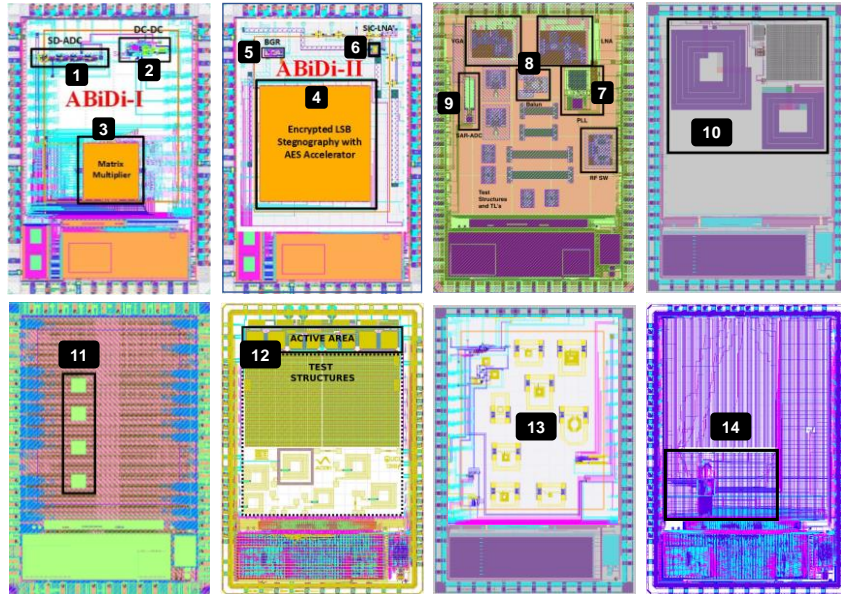 SD-ADC
DC-DC
1
2
ABiDi-I
3
Matrix
Multiplier
BGR
SiC-LNA
5
6
ABiDi-II
4
Encrypted LSB
Stegnography with
AES Accelerator
VGA
LNA
8
7
9
Balun
PLL
SAR-ADC
RF SW
Test
Structures
and TL's
10
11
12
ACTIVE AREA
TEST
STRUCTURES
13
14